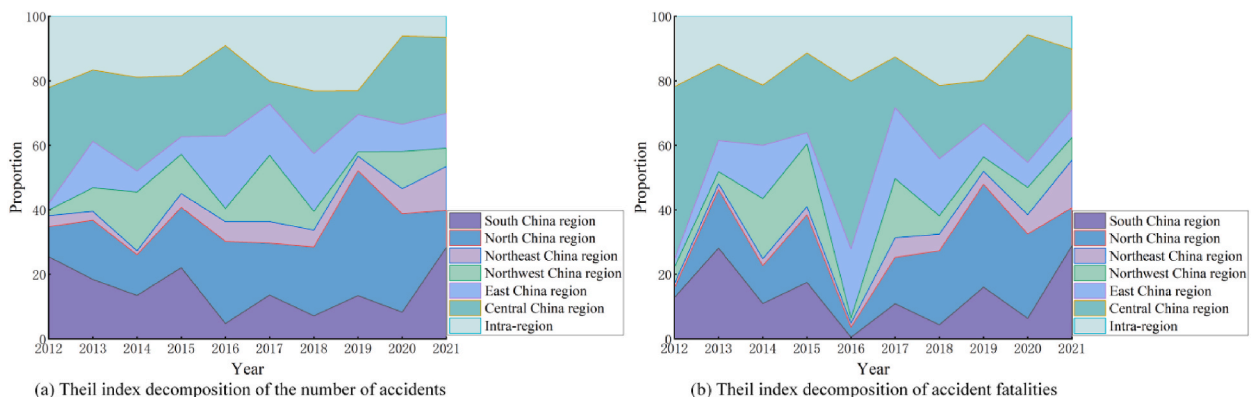 100
80
60
40
20
0
Proportion
2012 2013 2014 2015 2016 2017 2018 2019 2020 2021
Year
South China region
North China region
Northeast China region
Northwest China region
East China region
Central China region
Intra-region
(a) Theil index decomposition of the number of accidents
100
80
60
40
20
0
Proportion
2012 2013 2014 2015 2016 2017 2018 2019 2020 2021
Year
South China region
North China region
Northeast China region
Northwest China region
East China region
Central China region
Intra-region
(b) Theil index decomposition of accident fatalities